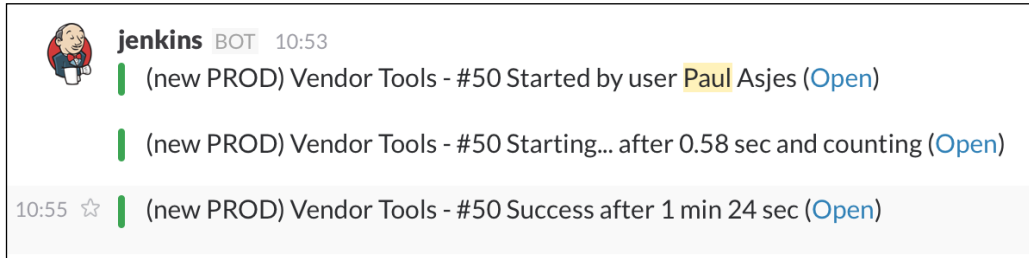 jenkins BOT 10:53
(new PROD) Vendor Tools - #50 Started by user Paul Asjes (Open)
(new PROD) Vendor Tools - #50 Starting... after 0.58 sec and counting (Open)
10:55 (new PROD) Vendor Tools - #50 Success after 1 min 24 sec (Open)